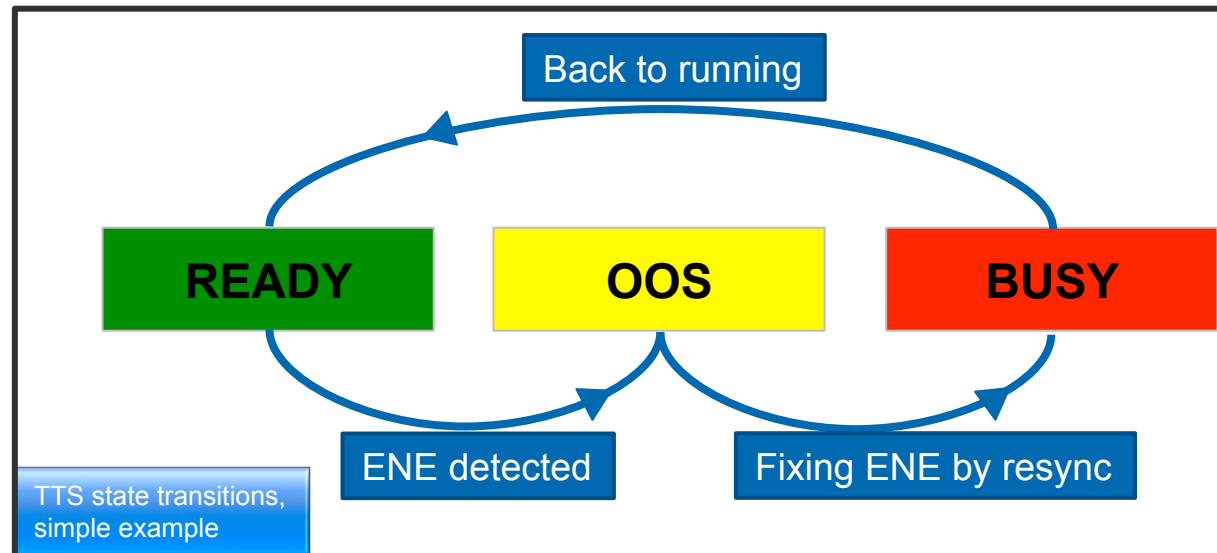 Back to running
READY
OOS
BUSY
ENE detected
Fixing ENE by resync
TTS state transitions,
simple example